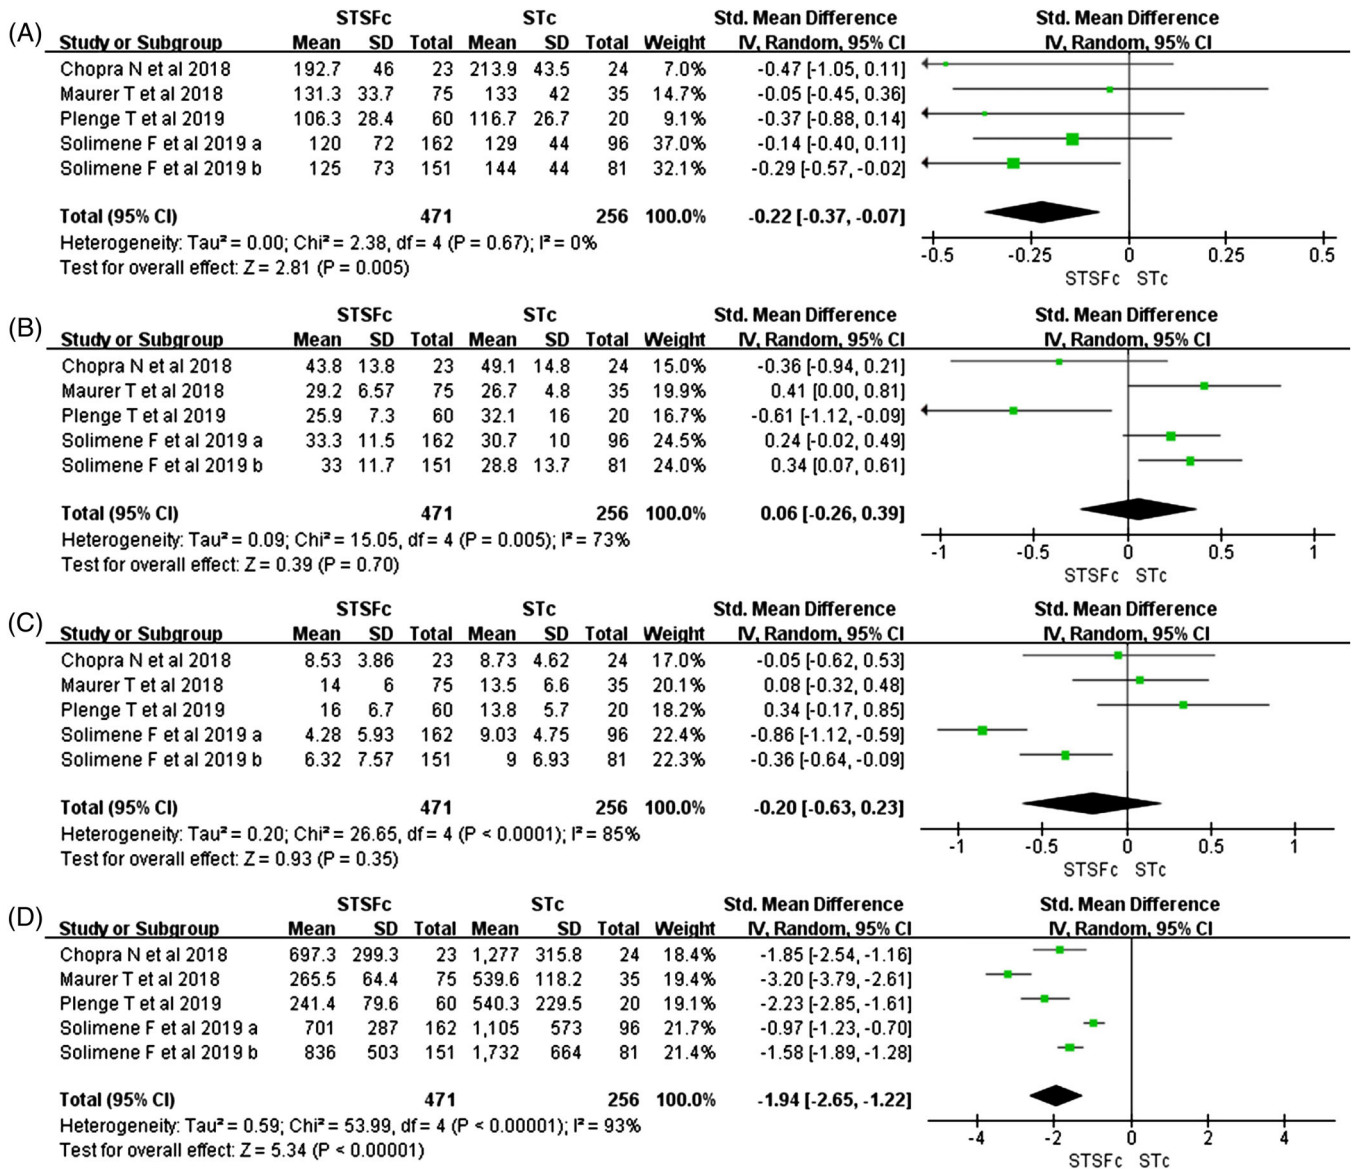 (A) STSFc STc Std. Mean Difference Std. Mean Difference
Study or Subgroup Mean SD Total Mean SD Total Weight IV, Random, 95% CI IV, Random, 95% CI
Chopra N et al 2018 192.7 46 23 213.9 43.5 24 7.0% -0.47 [-1.05, 0.11]
Maurer T et al 2018 131.3 33.7 75 133 42 35 14.7% -0.05 [-0.45, 0.36]
Plenge T et al 2019 106.3 28.4 60 116.7 26.7 20 9.1% -0.37 [-0.88, 0.14]
Solimene F et al 2019 a 120 72 162 129 44 96 37.0% -0.14 [-0.40, 0.11]
Solimene F et al 2019 b 125 73 151 144 44 81 32.1% -0.29 [-0.57, -0.02]
Total (95% CI) 471 256 100.0% -0.22 [-0.37, -0.07]
Heterogeneity: Tau² = 0.00; Chi² = 2.38, df = 4 (P = 0.67); I² = 0%
Test for overall effect: Z = 2.81 (P = 0.005)
-0.5 -0.25 0 0.25 0.5
STSFc STc
(B) STSFc STc Std. Mean Difference Std. Mean Difference
Study or Subgroup Mean SD Total Mean SD Total Weight IV, Random, 95% CI IV, Random, 95% CI
Chopra N et al 2018 43.8 13.8 23 49.1 14.8 24 15.0% -0.36 [-0.94, 0.21]
Maurer T et al 2018 29.2 6.57 75 26.7 4.8 35 19.9% 0.41 [0.00, 0.81]
Plenge T et al 2019 25.9 7.3 60 32.1 16 20 16.7% -0.61 [-1.12, -0.09]
Solimene F et al 2019 a 33.3 11.5 162 30.7 10 96 24.5% 0.24 [-0.02, 0.49]
Solimene F et al 2019 b 33 11.7 151 28.8 13.7 81 24.0% 0.34 [0.07, 0.61]
Total (95% CI) 471 256 100.0% 0.06 [-0.26, 0.39]
Heterogeneity: Tau² = 0.09; Chi² = 15.05, df = 4 (P = 0.005); I² = 73%
Test for overall effect: Z = 0.39 (P = 0.70)
-1 -0.5 0 0.5 1
STSFc STc
(C) STSFc STc Std. Mean Difference Std. Mean Difference
Study or Subgroup Mean SD Total Mean SD Total Weight IV, Random, 95% CI IV, Random, 95% CI
Chopra N et al 2018 8.53 3.86 23 8.73 4.62 24 17.0% -0.05 [-0.62, 0.53]
Maurer T et al 2018 14 6 75 13.5 6.6 35 20.1% 0.08 [-0.32, 0.48]
Plenge T et al 2019 16 6.7 60 13.8 5.7 20 18.2% 0.34 [-0.17, 0.85]
Solimene F et al 2019 a 4.28 5.93 162 9.03 4.75 96 22.4% -0.86 [-1.12, -0.59]
Solimene F et al 2019 b 6.32 7.57 151 9 6.93 81 22.3% -0.36 [-0.64, -0.09]
Total (95% CI) 471 256 100.0% -0.20 [-0.63, 0.23]
Heterogeneity: Tau² = 0.20; Chi² = 26.65, df = 4 (P < 0.0001); I² = 85%
Test for overall effect: Z = 0.93 (P = 0.35)
-1 -0.5 0 0.5 1
STSFc STc
(D) STSFc STc Std. Mean Difference Std. Mean Difference
Study or Subgroup Mean SD Total Mean SD Total Weight IV, Random, 95% CI IV, Random, 95% CI
Chopra N et al 2018 697.3 299.3 23 1,277 315.8 24 18.4% -1.85 [-2.54, -1.16]
Maurer T et al 2018 265.5 64.4 75 539.6 118.2 35 19.4% -3.20 [-3.79, -2.61]
Plenge T et al 2019 241.4 79.6 60 540.3 229.5 20 19.1% -2.23 [-2.85, -1.61]
Solimene F et al 2019 a 701 287 162 1,105 573 96 21.7% -0.97 [-1.23, -0.70]
Solimene F et al 2019 b 836 503 151 1,732 664 81 21.4% -1.58 [-1.89, -1.28]
Total (95% CI) 471 256 100.0% -1.94 [-2.65, -1.22]
Heterogeneity: Tau² = 0.59; Chi² = 53.99, df = 4 (P < 0.00001); I² = 93%
Test for overall effect: Z = 5.34 (P < 0.00001)
-4 -2 0 2 4
STSFc STc